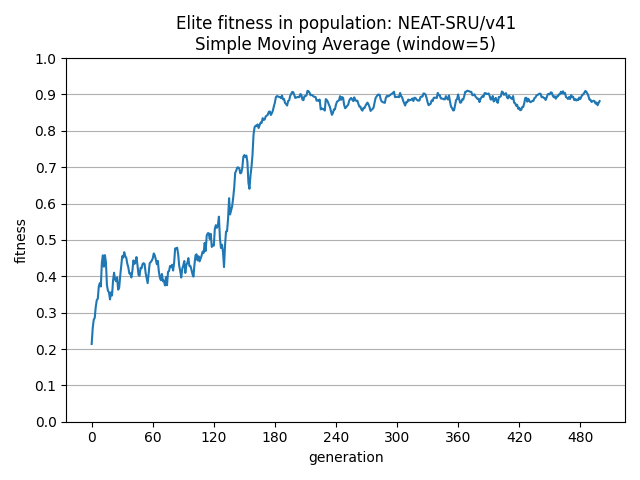 Elite fitness in population: NEAT-SRU/v41
Simple Moving Average (window=5)
1.0
0.9
0.8
0.7
0.6
0.5
0.4
0.3
0.2
0.1
0.0
fitness
0 60 120 180 240 300 360 420 480
generation